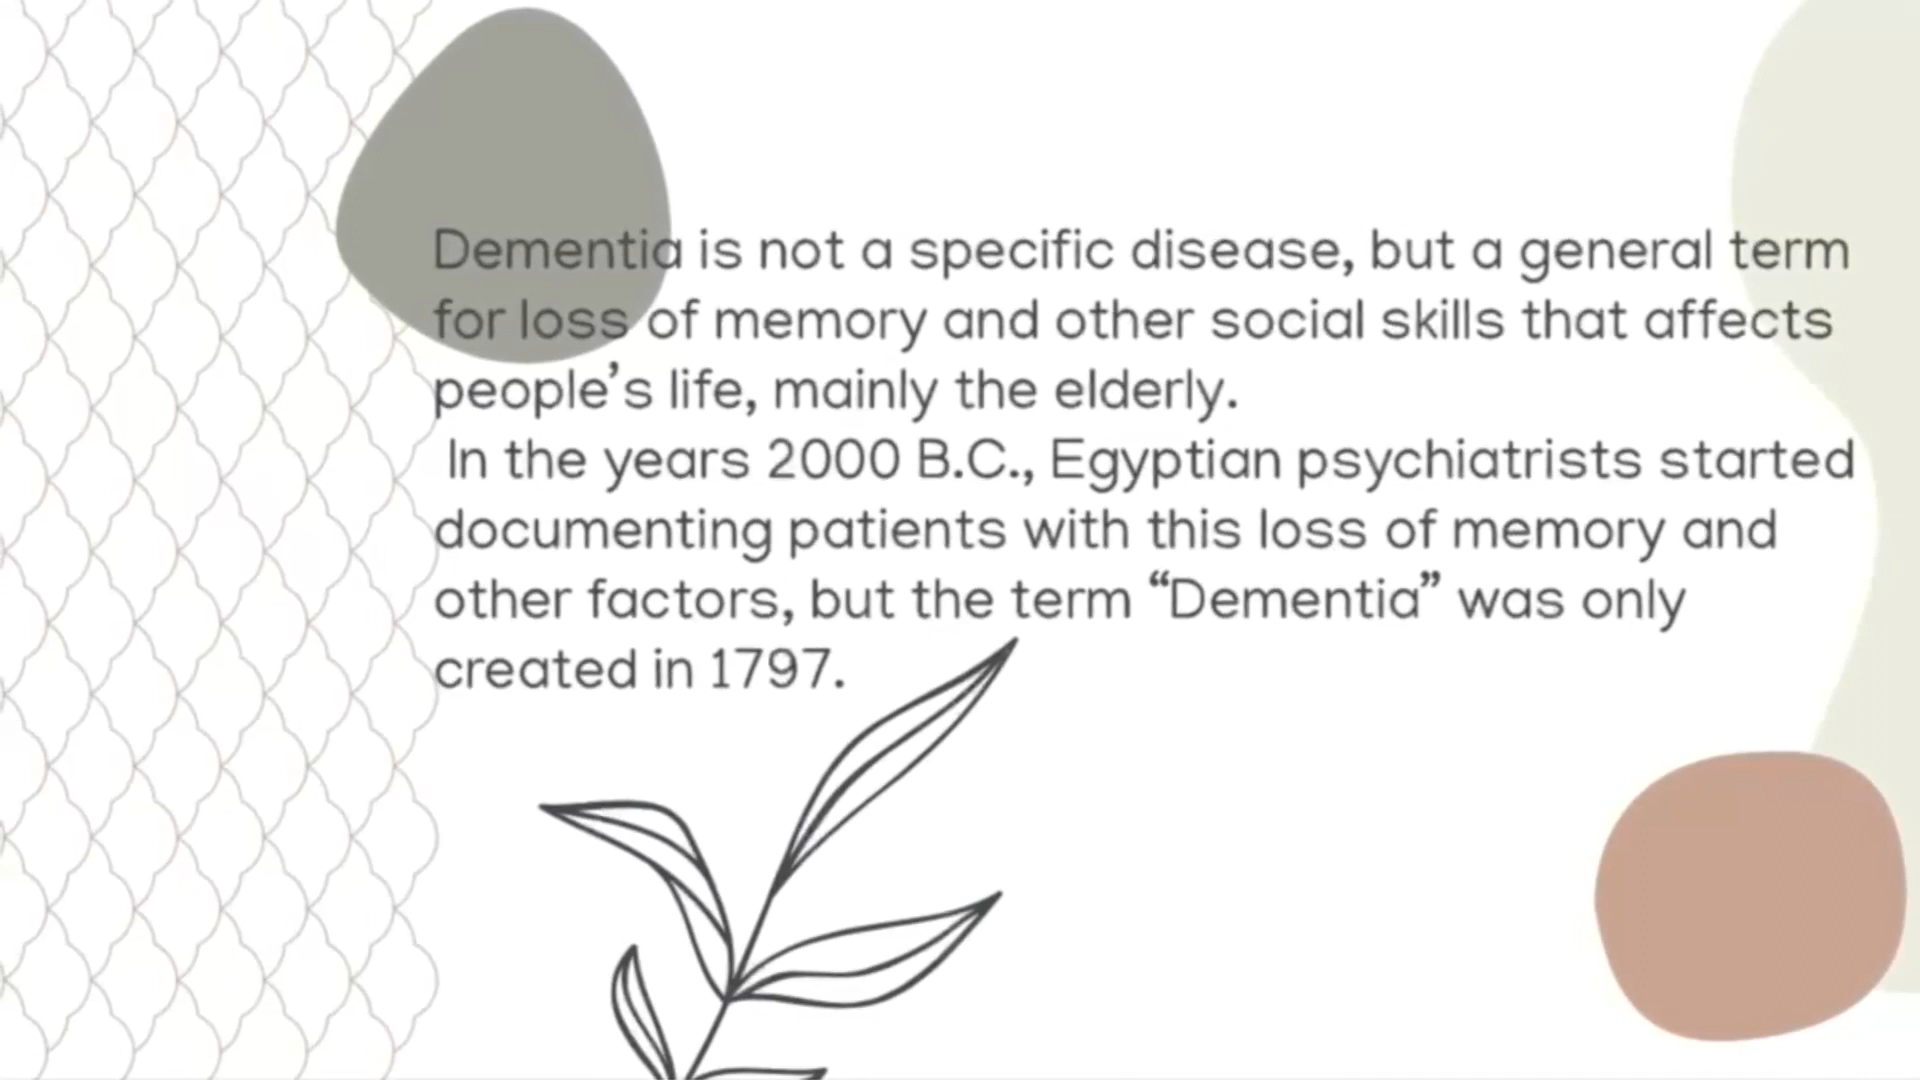 Dementia is not a specific disease, but a general term
for loss of memory and other social skills that affects
people’s life, mainly the elderly.
In the years 2000 B.C., Egyptian psychiatrists started
documenting patients with this loss of memory and
other factors, but the term “Dementia” was only
created in 1797.